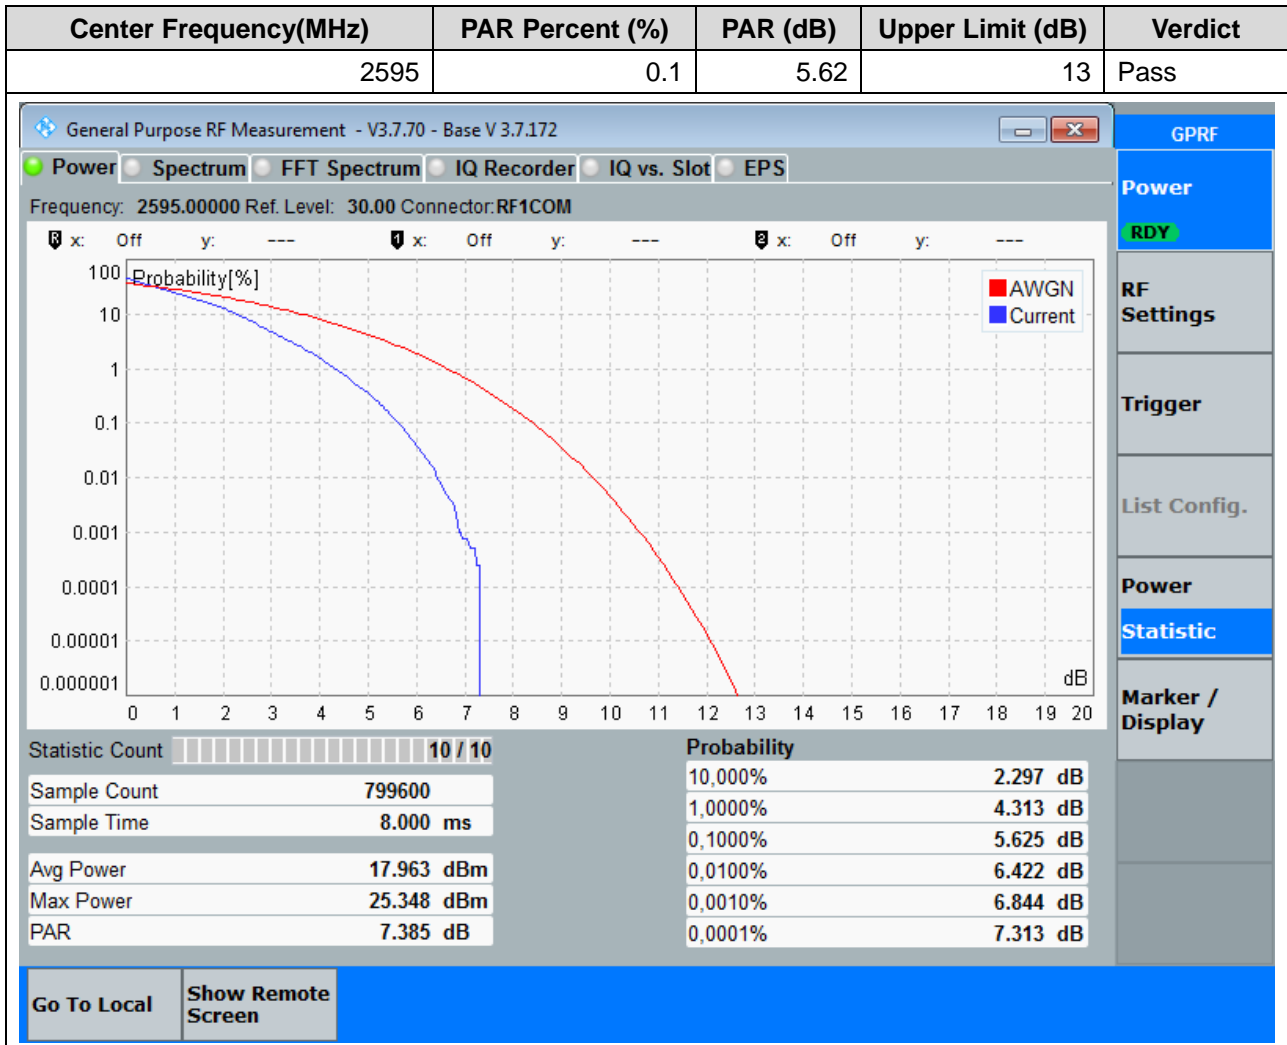 Center Frequency(MHz) PAR Percent (%) PAR (dB) Upper Limit (dB) Verdict
2595 0.1 5.62 13 Pass
General Purpose RF Measurement - V3.7.70 - Base V 3.7.172
GPRF
Power Spectrum FFT Spectrum IQ Recorder IQ vs. Slot EPS
Frequency: 2595.00000 Ref. Level: 30.00 Connector:RF1COM
R x: Off y: --- 1 x: Off y: --- 2 x: Off y: ---
Probability[%]
AWGN
Current
100
10
1
0.1
0.01
0.001
0.0001
0.00001
0.000001
dB
0 1 2 3 4 5 6 7 8 9 10 11 12 13 14 15 16 17 18 19 20
Statistic Count 10 / 10
Sample Count 799600
Sample Time 8.000 ms
Avg Power 17.963 dBm
Max Power 25.348 dBm
PAR 7.385 dB
Probability
10,000% 2.297 dB
1,0000% 4.313 dB
0,1000% 5.625 dB
0,0100% 6.422 dB
0,0010% 6.844 dB
0,0001% 7.313 dB
Power
RDY
RF
Settings
Trigger
List Config.
Power
Statistic
Marker /
Display
Go To Local
Show Remote
Screen